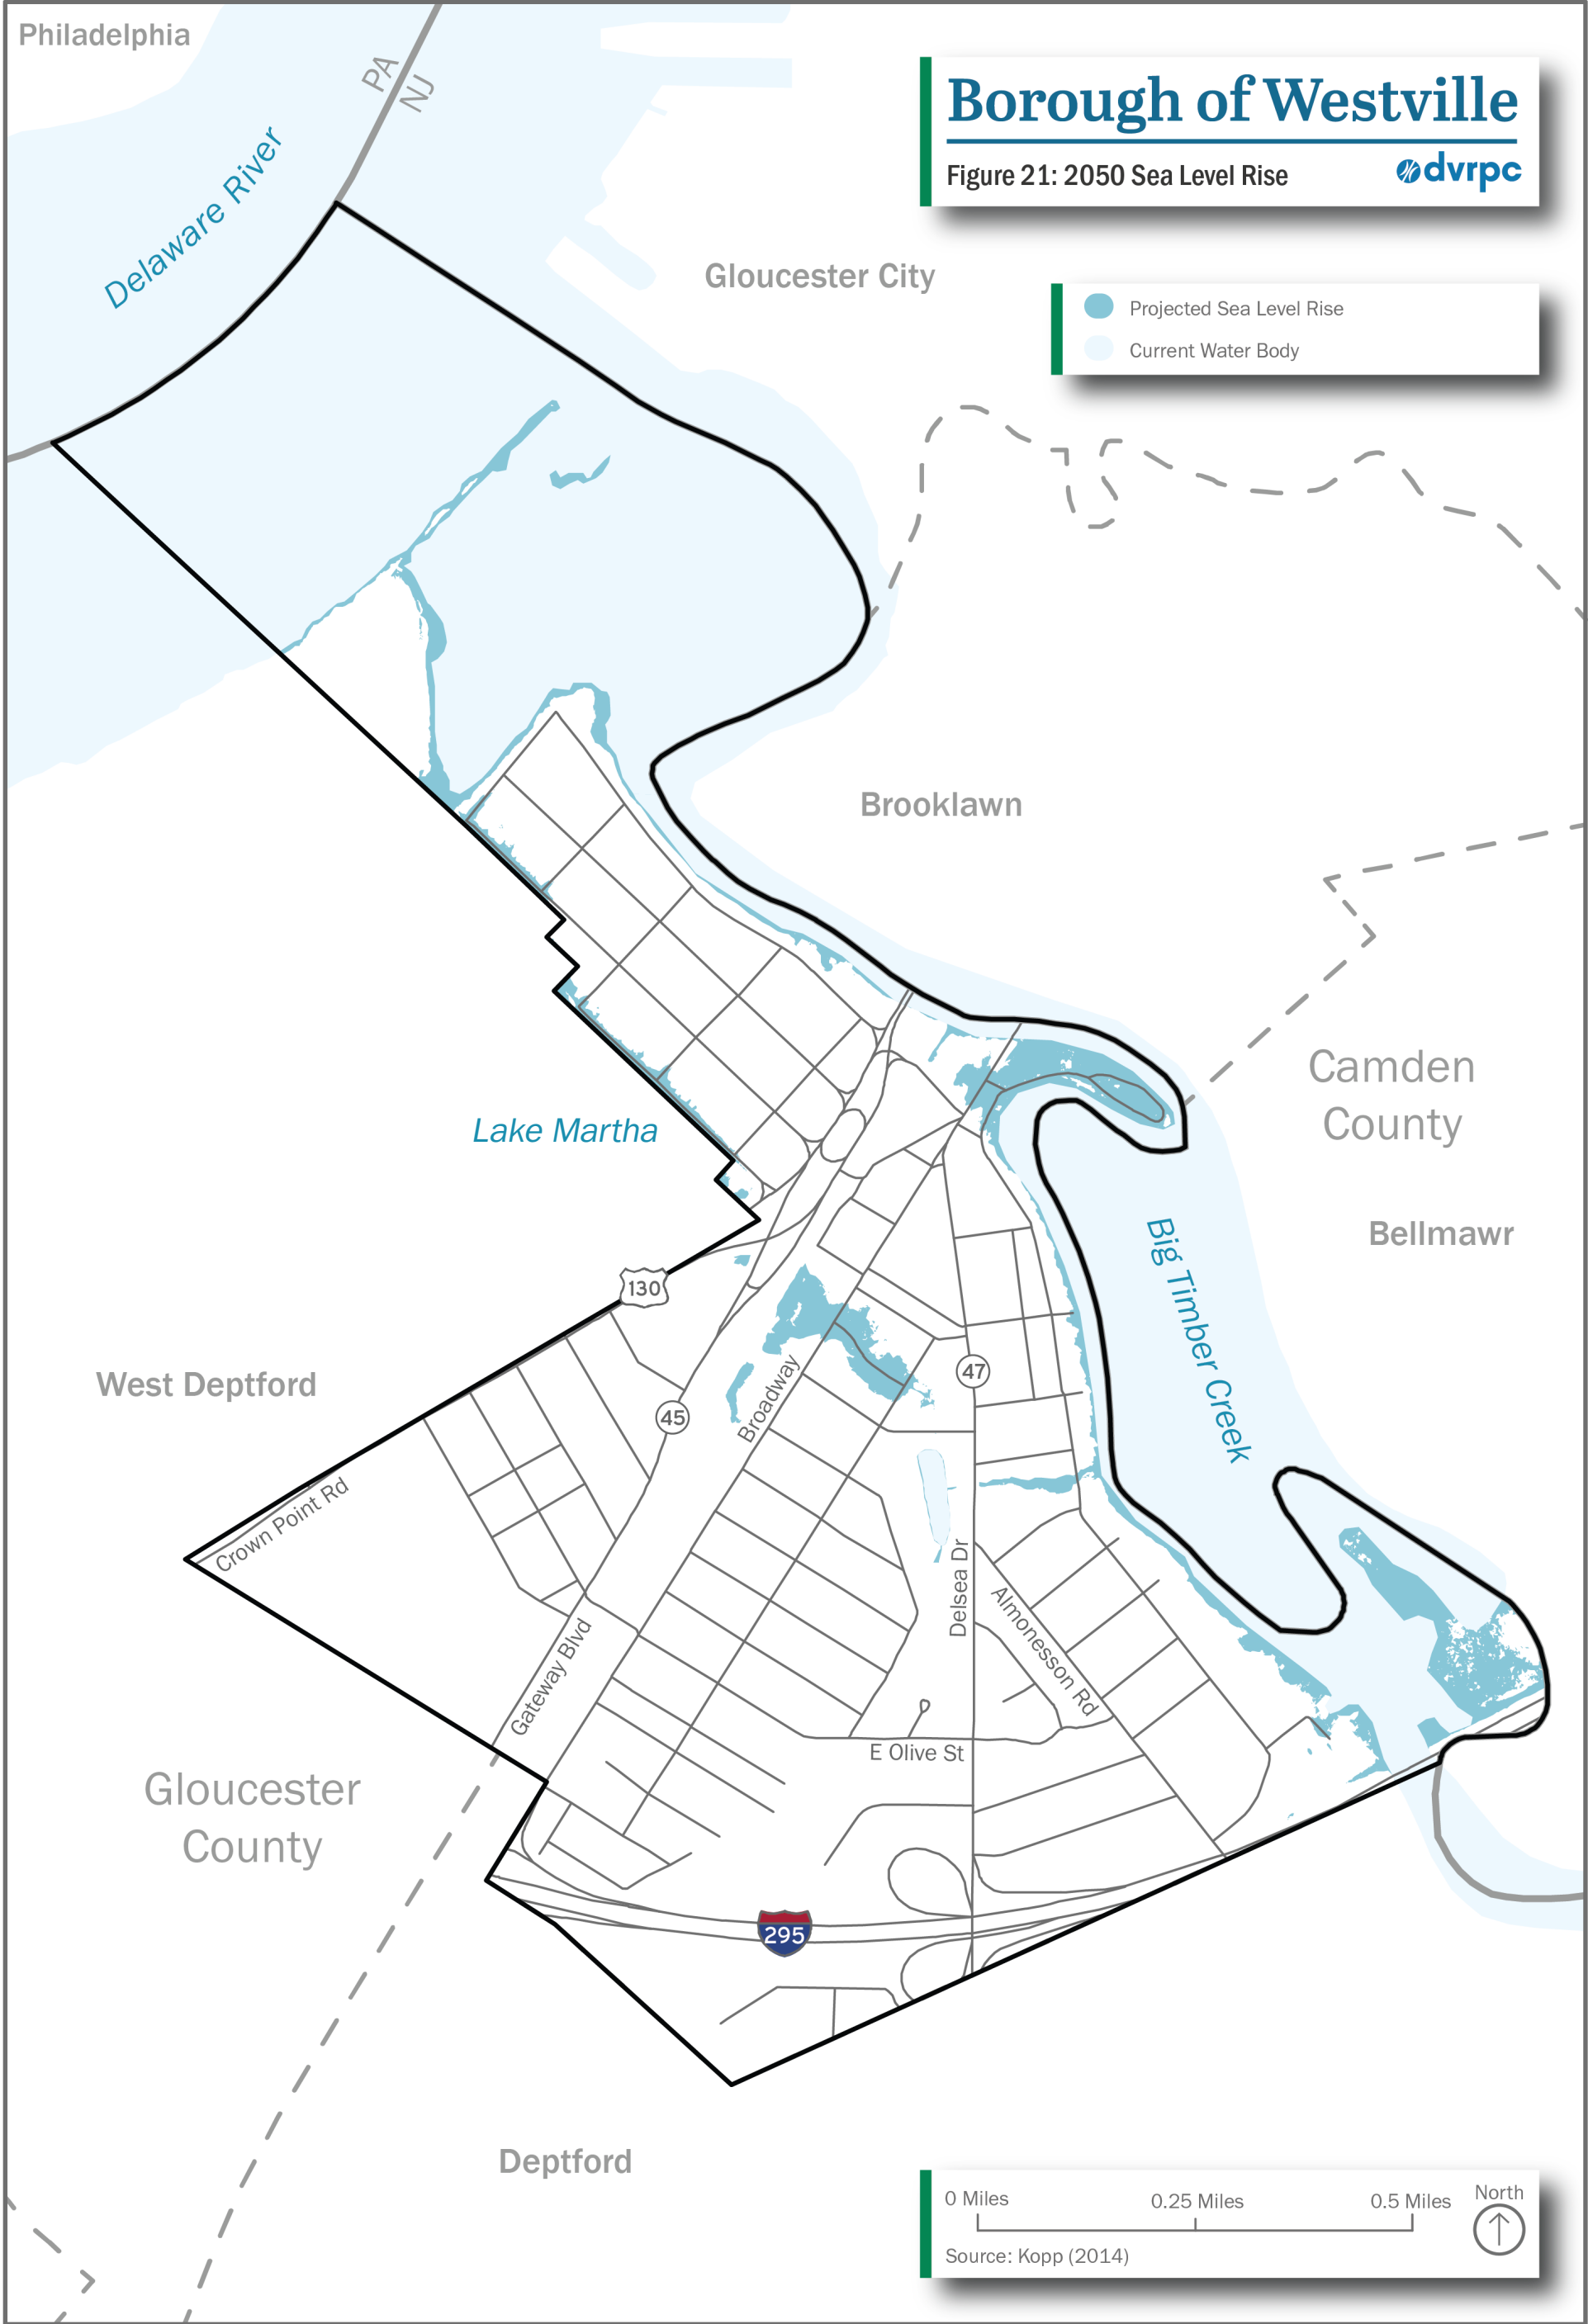 Philadelphia
PA
NJ
Delaware River
Borough of Westville
Figure 21: 2050 Sea Level Rise
dvrpc
Gloucester City
Projected Sea Level Rise
Current Water Body
Brooklawn
Camden
County
Lake Martha
Bellmawr
Big Timber Creek
130
West Deptford
47
45
Broadway
Crown Point Rd
Delsea Dr
Almonesson Rd
Gateway Blvd
E Olive St
Gloucester
County
295
Deptford
0 Miles
0.25 Miles
0.5 Miles
North
Source: Kopp (2014)